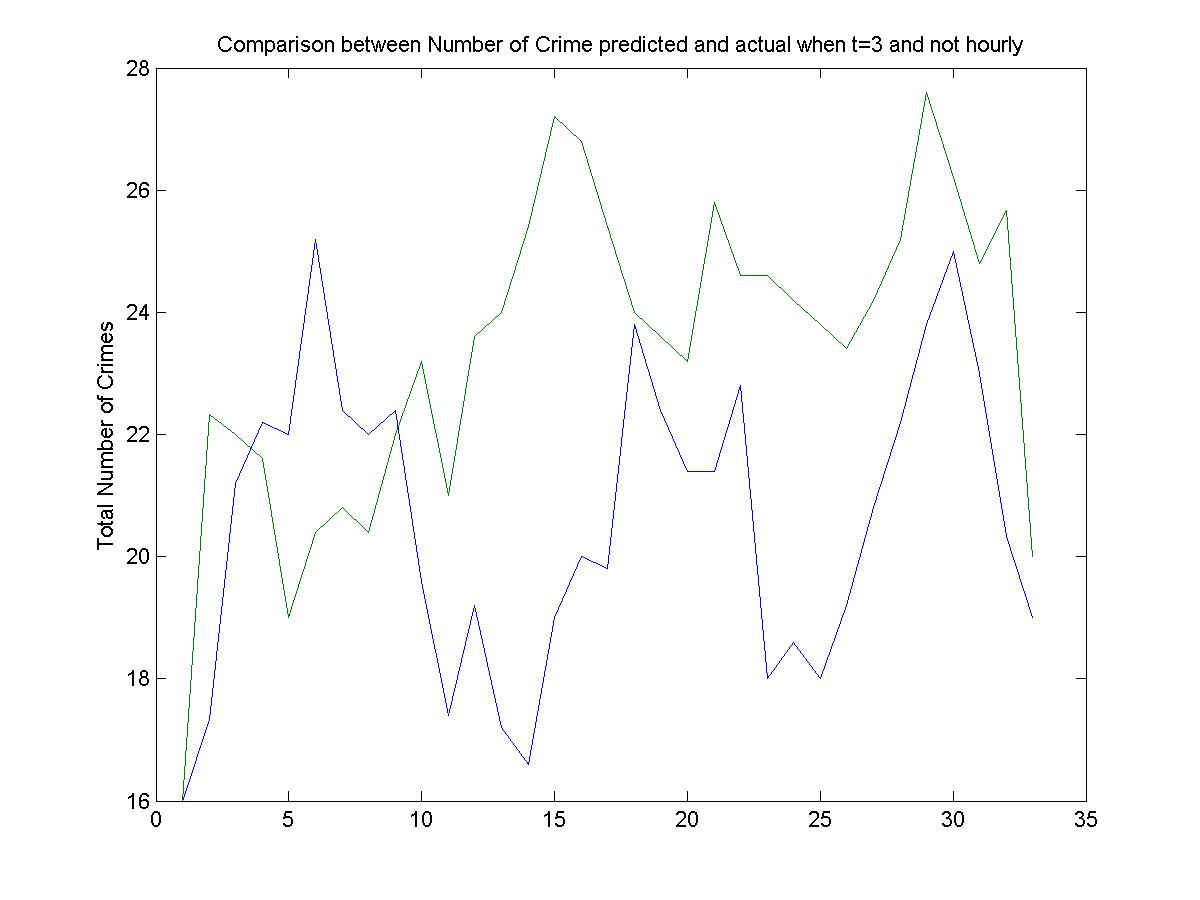 Comparison between Number of Crime predicted and actual when t=3 and not hourly
28
26
24
22
20
18
16
Total Number of Crimes
0 5 10 15 20 25 30 35